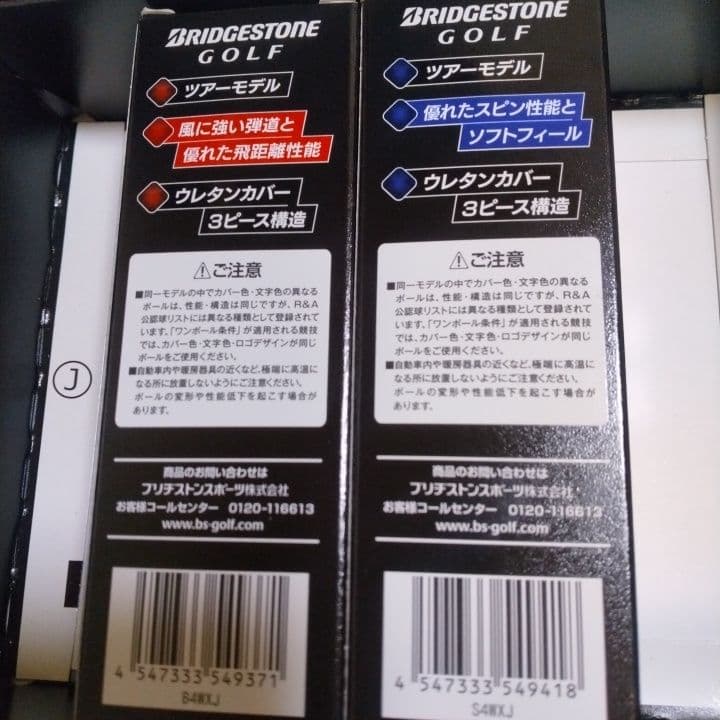 BRIDGESTONE
GOLF
ツアーモデル
風に強い弾道と
優れた飛距離性能
ウレタンカバー
3ピース構造
ご注意
■同一モデルの中でカバー色・文字色の異なる
ボールは、性能・構造は同じですが、R&A
公認球リストには異なる種類として登録されて
います。「ワンボール条件」が適用される競技
では、カバー色・文字色・ロゴデザインが同じ
ボールをご使用ください。
■自動車内や暖房器具の近くなど、極端に高温に
なる所に放置しないようにご注意ください。
ボールの変形や性能低下を起こす場合が
あります。
商品のお問い合わせは
ブリヂストンスポーツ株式会社
お客様コールセンター 0120-116613
www.bs-golf.com
4 547333 549371
B4WXJ
BRIDGESTONE
GOLF
ツアーモデル
優れたスピン性能と
ソフトフィール
ウレタンカバー
3ピース構造
ご注意
■同一モデルの中でカバー色・文字色の異なる
ボールは、性能・構造は同じですが、R&A
公認球リストには異なる種類として登録されて
います。「ワンボール条件」が適用される競技
では、カバー色・文字色・ロゴデザインが同じ
ボールをご使用ください。
■自動車内や暖房器具の近くなど、極端に高温に
なる所に放置しないようにご注意ください。
ボールの変形や性能低下を起こす場合が
あります。
商品のお問い合わせは
ブリヂストンスポーツ株式会社
お客様コールセンター 0120-116613
www.bs-golf.com
4 547333 549418
S4WXJ
J